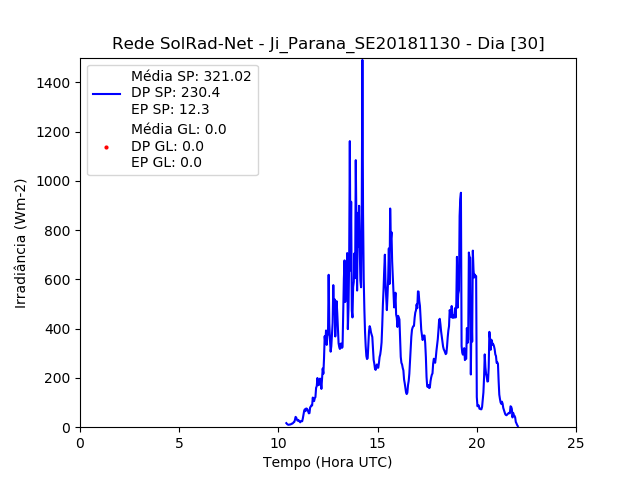 Rede SolRad-Net - Ji_Parana_SE20181130 - Dia [30]
Média SP: 321.02
DP SP: 230.4
EP SP: 12.3
Média GL: 0.0
DP GL: 0.0
EP GL: 0.0
1400
1200
1000
800
600
400
200
0
Irradiância (Wm-2)
0 5 10 15 20 25
Tempo (Hora UTC)